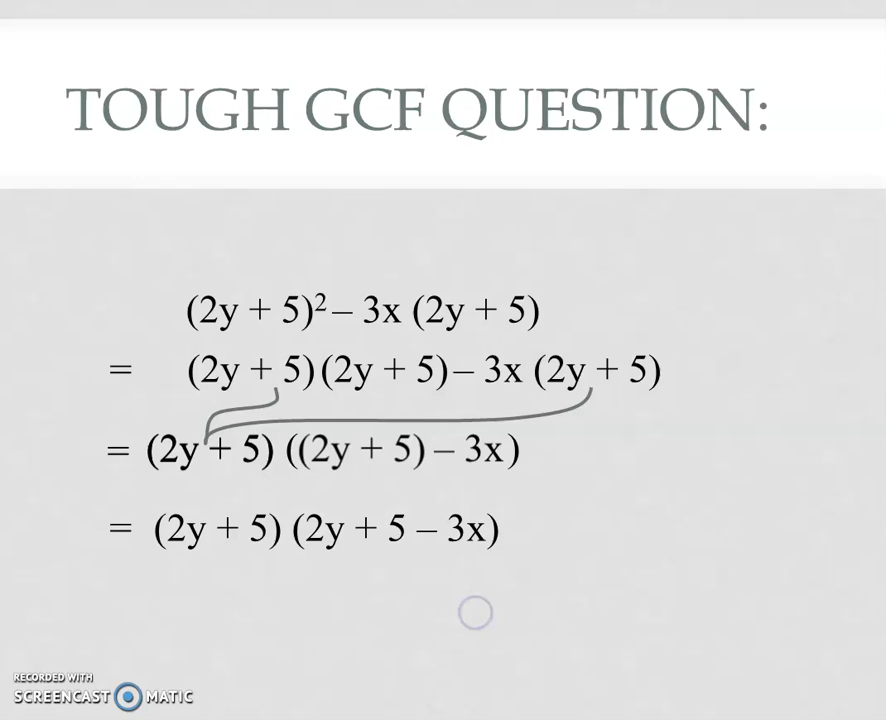 TOUGH GCF QUESTION:
(2y + 5)² – 3x (2y + 5)
= (2y + 5)(2y + 5) – 3x (2y + 5)
= (2y + 5) ((2y + 5) – 3x)
= (2y + 5) (2y + 5 – 3x)
RECORDED WITH
SCREENCAST MATIC